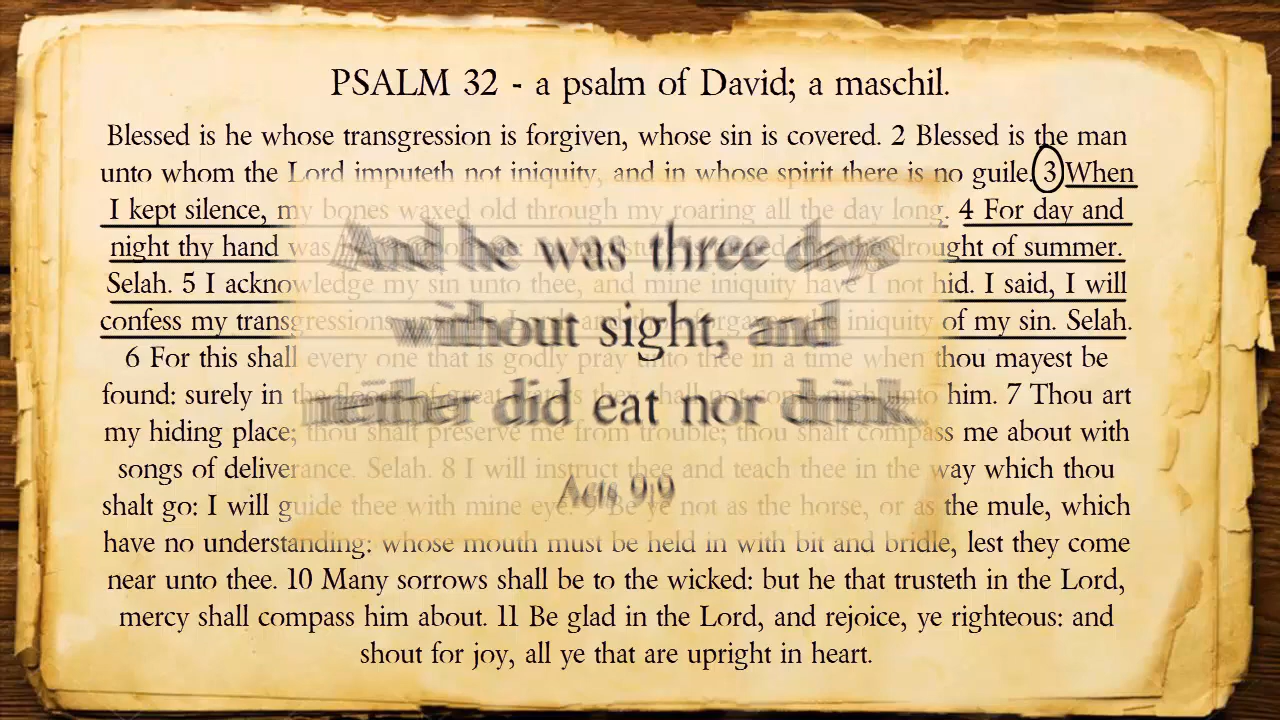 PSALM 32 - a psalm of David; a maschil.
Blessed is he whose transgression is forgiven, whose sin is covered. 2 Blessed is the man
unto whom the Lord imputeth not iniquity, and in whose spirit there is no guile. 3 When
I kept silence, my bones waxed old through my roaring all the day long. 4 For day and
night thy hand was drought of summer.
Selah. 5 I acknowledge my sin unto thee, and mine iniquity have I not hid. I said, I will
confess my transgressions iniquity of my sin. Selah.
6 For this shall every one that is godly pray unto thee in a time when thou mayest be
found: surely in the him. 7 Thou art
my hiding place; thou shalt preserve me from trouble; thou shalt compass me about with
songs of deliverance. Selah. 8 I will instruct thee and teach thee in the way which thou
shalt go: I will guide thee with mine eye. 9 Be ye not as the horse, or as the mule, which
have no understanding: whose mouth must be held in with bit and bridle, lest they come
near unto thee. 10 Many sorrows shall be to the wicked: but he that trusteth in the Lord,
mercy shall compass him about. 11 Be glad in the Lord, and rejoice, ye righteous: and
shout for joy, all ye that are upright in heart.
And he was three days
without sight, and
neither did eat nor drink.
Acts 9:9